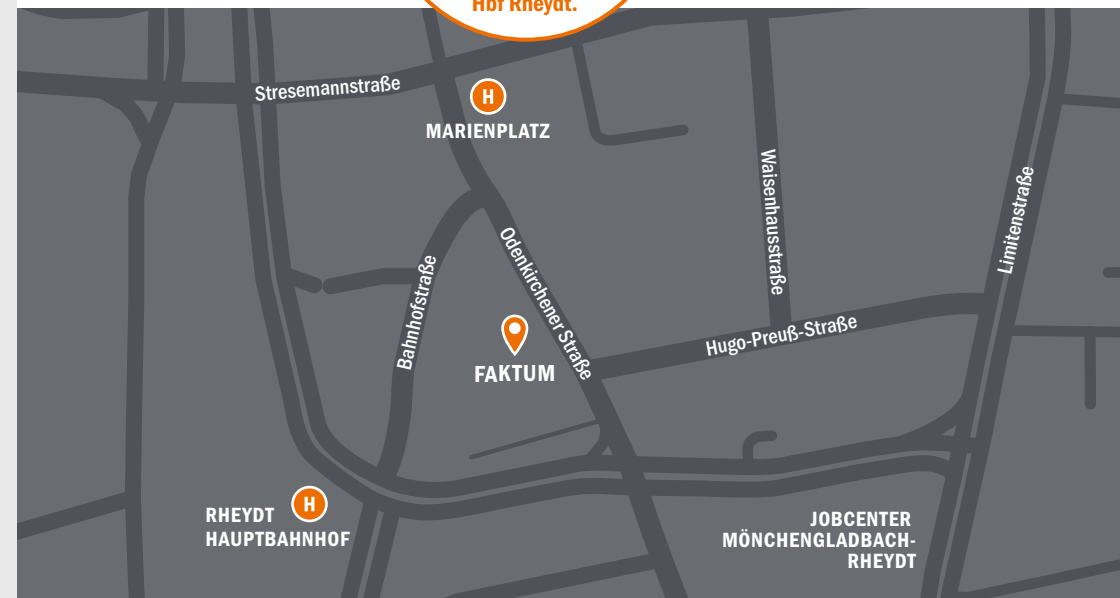 Hbf Rheydt.
Stresemannstraße
H
MARIENPLATZ
Waisenhausstraße
Limitenstraße
Odenkirchener Straße
Bahnhofstraße
Hugo-Preuß-Straße
FAKTUM
RHEYDT
HAUPTBAHNHOF
H
JOBCENTER
MÖNCHENGLADBACH-
RHEYDT